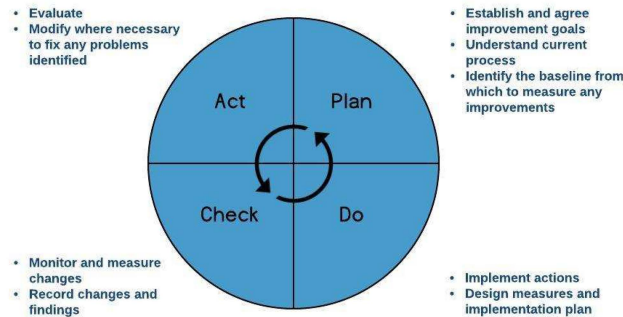 • Evaluate
• Modify where necessary
to fix any problems
identified
• Establish and agree
improvement goals
• Understand current
process
• Identify the baseline from
which to measure any
improvements
Act
Plan
Check
Do
• Monitor and measure
changes
• Record changes and
findings
• Implement actions
• Design measures and
implementation plan